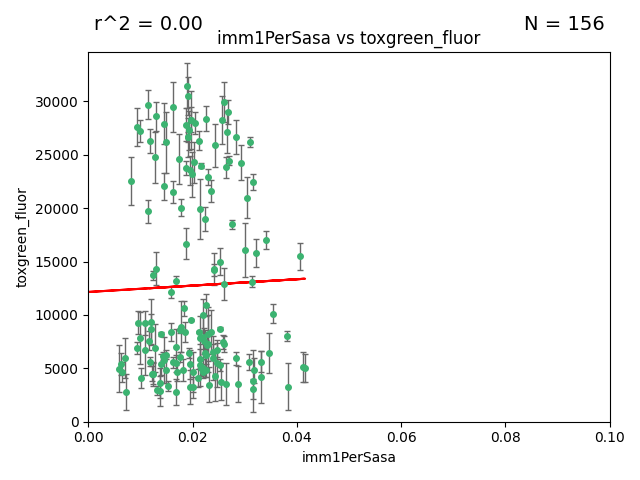 r^2 = 0.00
N = 156
imm1PerSasa vs toxgreen_fluor
30000
25000
20000
15000
10000
5000
0
toxgreen_fluor
0.00
0.02
0.04
0.06
0.08
0.10
imm1PerSasa